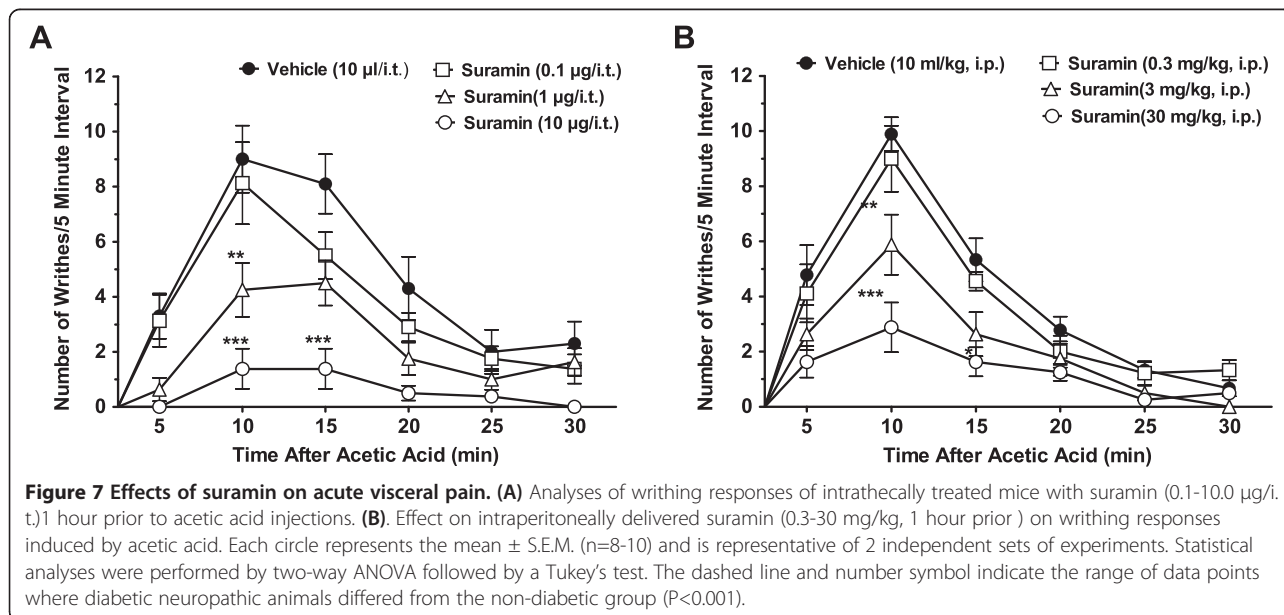 A
Number of Writhes/5 Minute Interval
12
10
8
6
4
2
0
Vehicle (10 µl/i.t.)
Suramin (0.1 µg/i.t.)
Suramin(1 µg/i.t.)
Suramin (10 µg/i.t.)
**
***
***
5 10 15 20 25 30
Time After Acetic Acid (min)
B
Number of Writhes/5 Minute Interval
12
10
8
6
4
2
0
Vehicle (10 ml/kg, i.p.)
Suramin (0.3 mg/kg, i.p.)
Suramin(3 mg/kg, i.p.)
Suramin(30 mg/kg, i.p.)
**
***
*
5 10 15 20 25 30
Time After Acetic Acid (min)
Figure 7 Effects of suramin on acute visceral pain. (A) Analyses of writhing responses of intrathecally treated mice with suramin (0.1-10.0 µg/i.
t.)1 hour prior to acetic acid injections. (B). Effect on intraperitoneally delivered suramin (0.3-30 mg/kg, 1 hour prior ) on writhing responses
induced by acetic acid. Each circle represents the mean ± S.E.M. (n=8-10) and is representative of 2 independent sets of experiments. Statistical
analyses were performed by two-way ANOVA followed by a Tukey's test. The dashed line and number symbol indicate the range of data points
where diabetic neuropathic animals differed from the non-diabetic group (P<0.001).